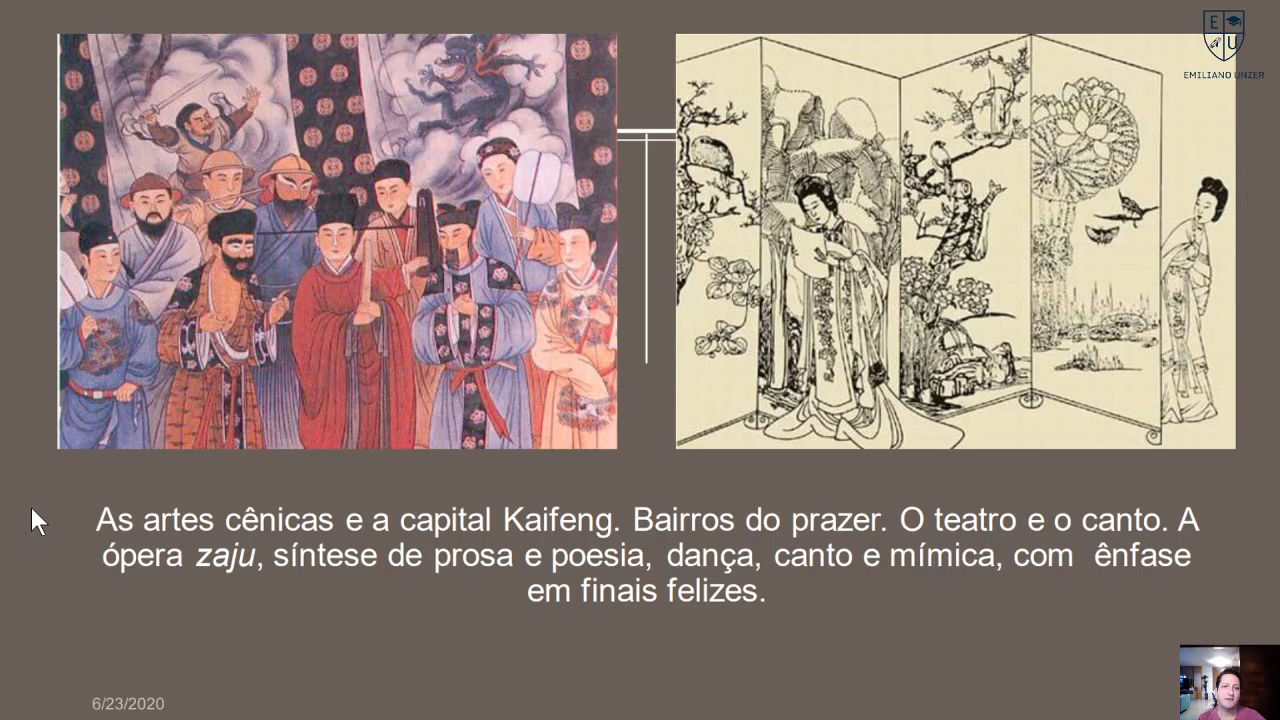 E U
EMILIANO UNZER
As artes cênicas e a capital Kaifeng. Bairros do prazer. O teatro e o canto. A
ópera zaju, síntese de prosa e poesia, dança, canto e mímica, com ênfase
em finais felizes.
6/23/2020